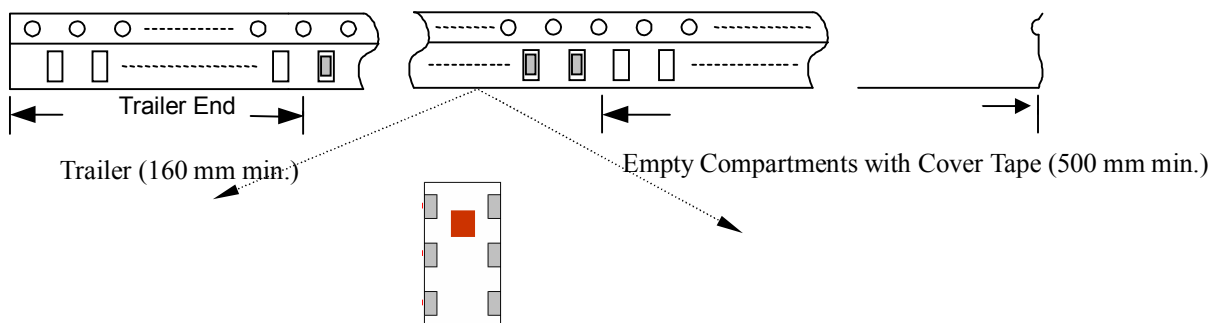 Trailer End
Trailer (160 mm min.)
Empty Compartments with Cover Tape (500 mm min.)